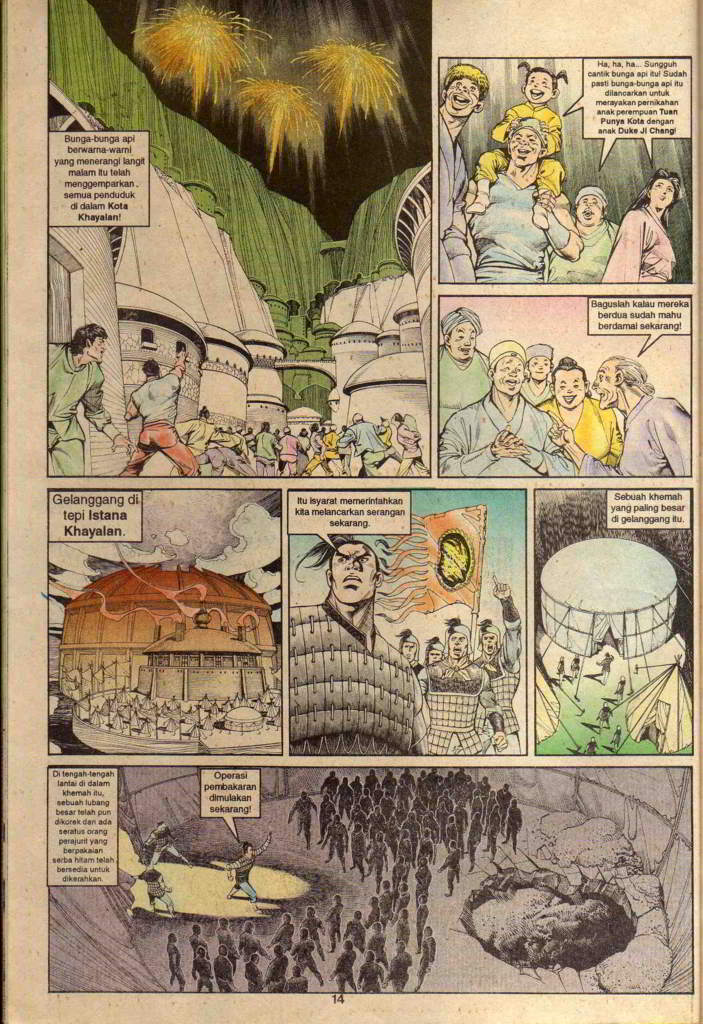 Bunga-bunga api
berwarna-warni
yang menerangi langit
malam itu telah
menggemparkan
semua penduduk
di dalam Kota
Khayalan!
Ha, ha, ha... Sungguh
cantik bunga api itu! Sudah
pasti bunga-bunga api itu
dilancarkan untuk
merayakan pernikahan
anak perempuan Tuan
Punya Kota dengan
anak Duke Ji Chang!
Baguslah kalau mereka
berdua sudah mahu
berdamai sekarang!
Gelanggang di
tepi Istana
Khayalan.
Itu isyarat memerintahkan
kita melancarkan serangan
sekarang.
Sebuah khemah
yang paling besar
di gelanggang itu.
Di tengah-tengah
lantai di dalam
khemah itu,
sebuah lubang
besar telah pun
dikorek dan ada
seratus orang
perajurit yang
berpakaian
serba hitam telah
bersedia untuk
dikerahkan.
Operasi
pembakaran
dimulakan
sekarang!
14